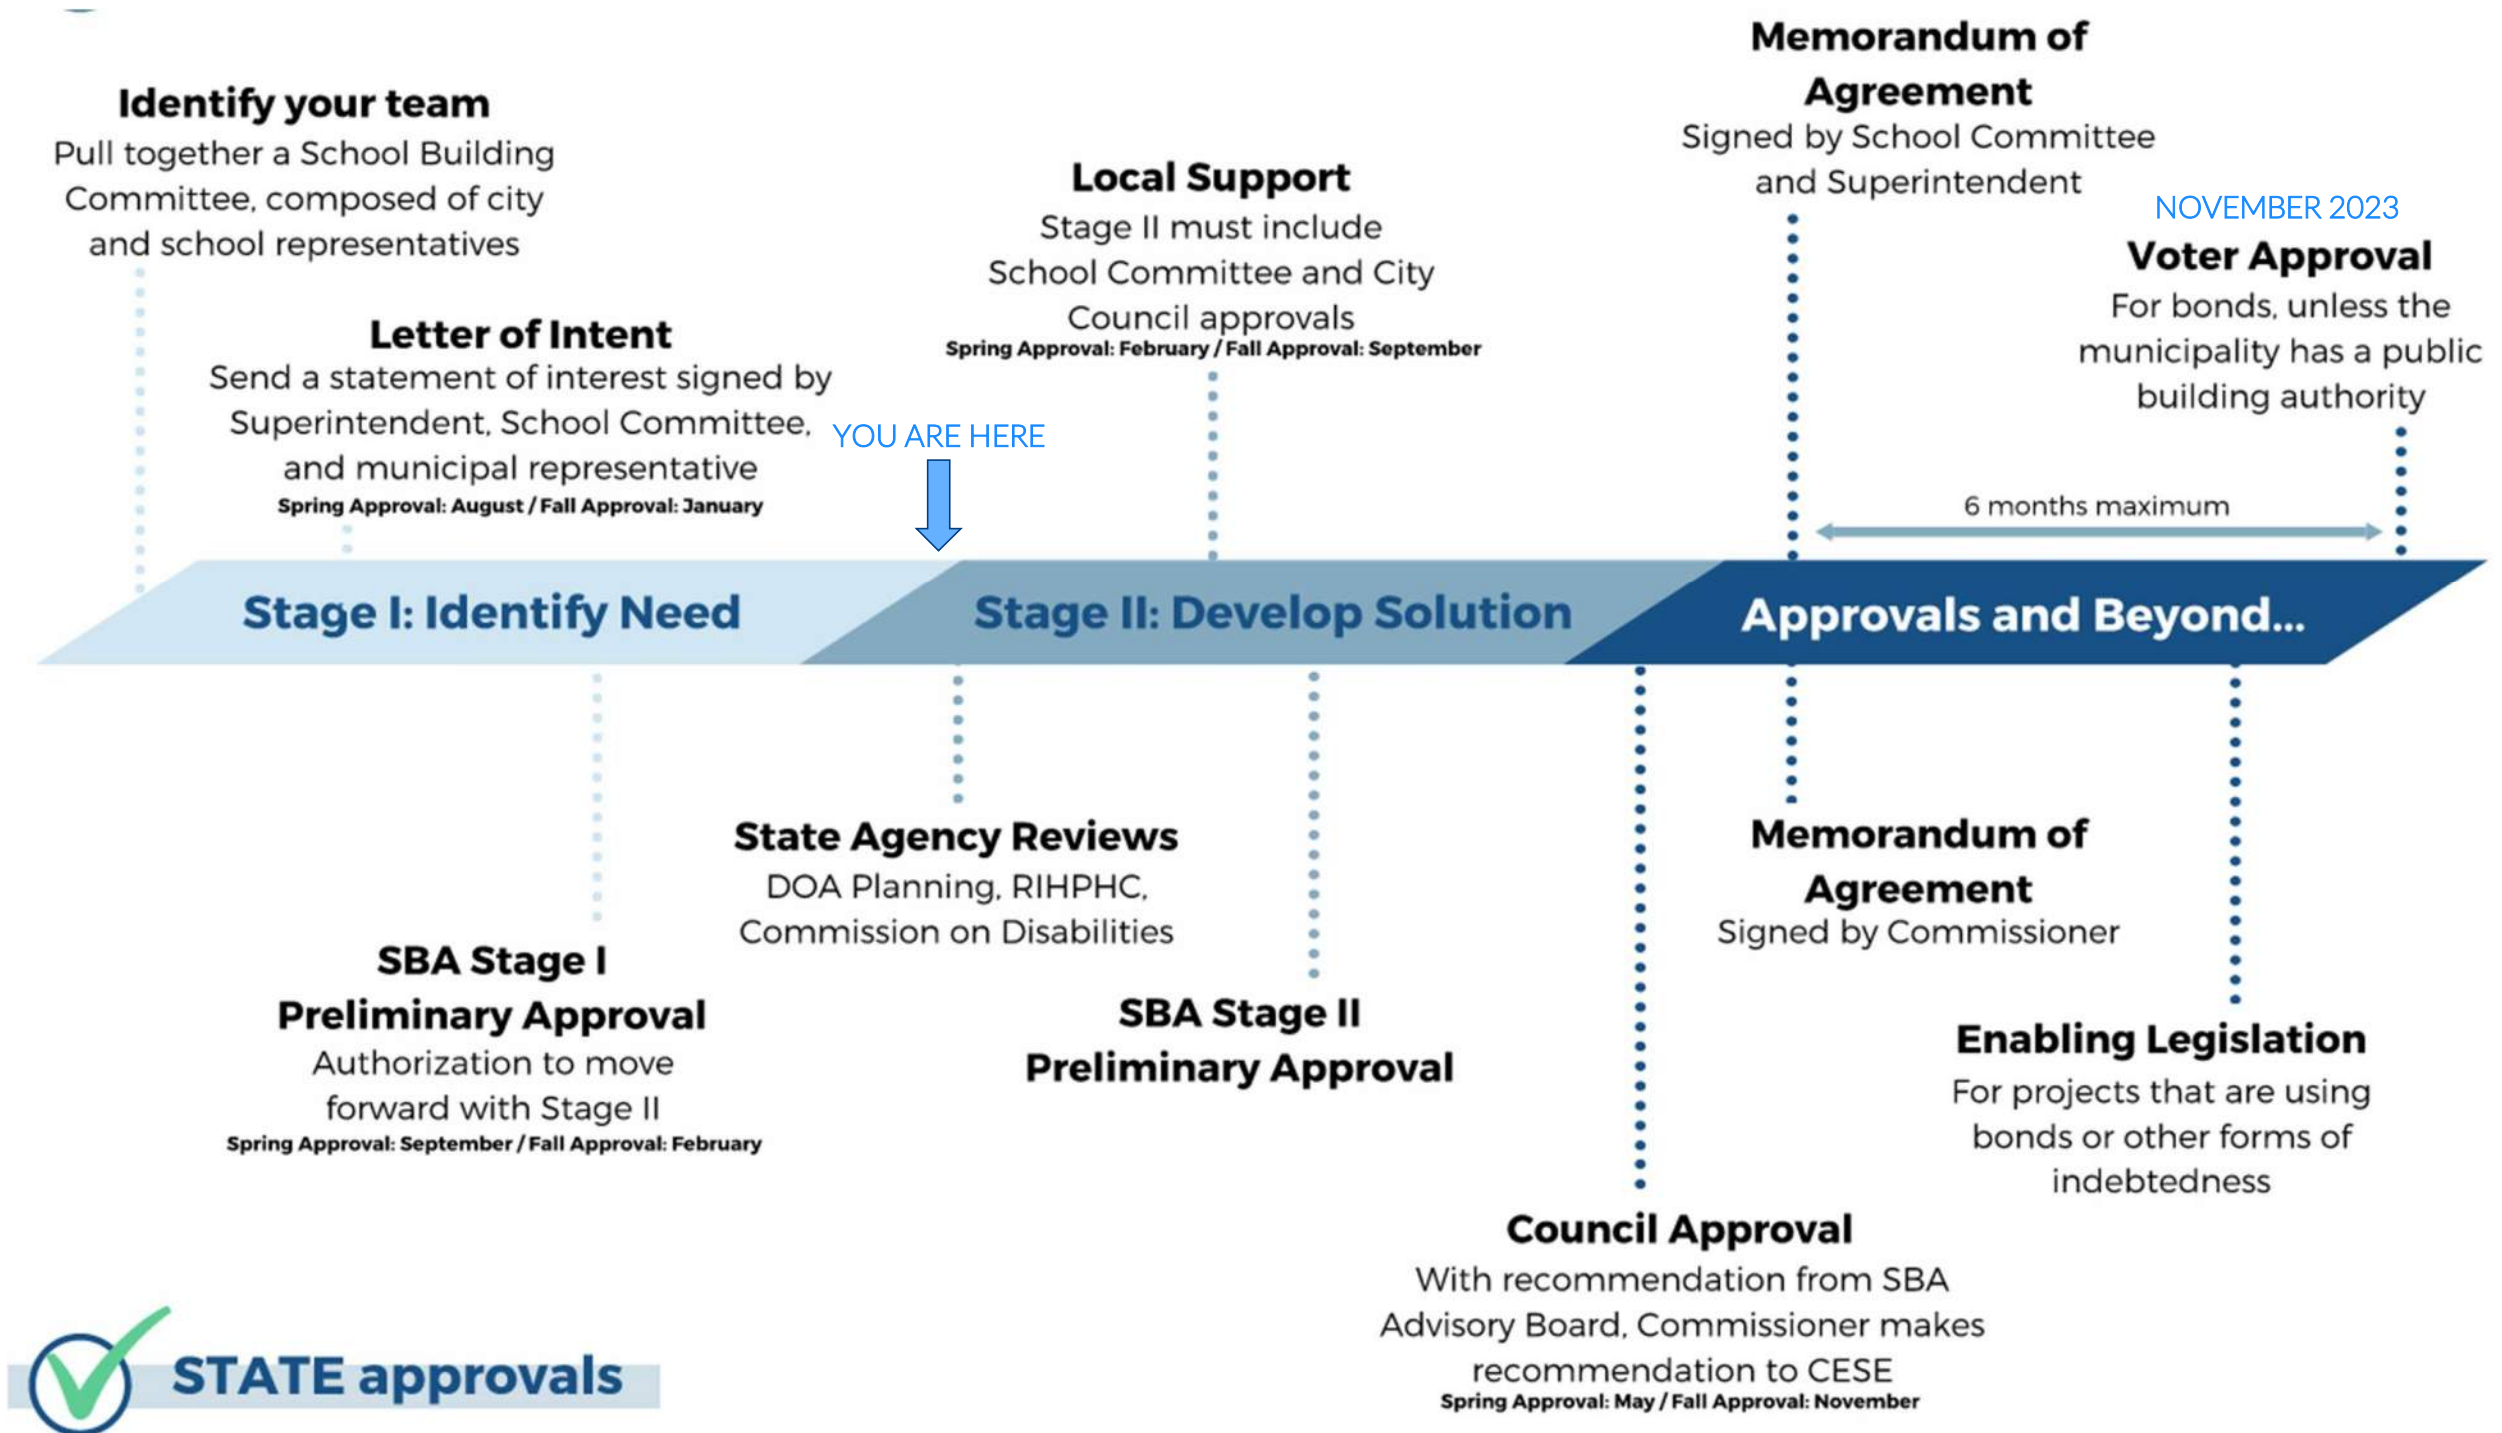 Identify your team
Pull together a School Building
Committee, composed of city
and school representatives
Letter of Intent
Send a statement of interest signed by
Superintendent, School Committee,
and municipal representative
Spring Approval: August / Fall Approval: January
YOU ARE HERE
Local Support
Stage II must include
School Committee and City
Council approvals
Spring Approval: February / Fall Approval: September
Memorandum of
Agreement
Signed by School Committee
and Superintendent
NOVEMBER 2023
Voter Approval
For bonds, unless the
municipality has a public
building authority
6 months maximum
Stage I: Identify Need
Stage II: Develop Solution
Approvals and Beyond...
SBA Stage I
Preliminary Approval
Authorization to move
forward with Stage II
Spring Approval: September / Fall Approval: February
State Agency Reviews
DOA Planning, RIHPHC,
Commission on Disabilities
SBA Stage II
Preliminary Approval
Council Approval
With recommendation from SBA
Advisory Board, Commissioner makes
recommendation to CESE
Spring Approval: May / Fall Approval: November
Memorandum of
Agreement
Signed by Commissioner
Enabling Legislation
For projects that are using
bonds or other forms of
indebtedness
STATE approvals